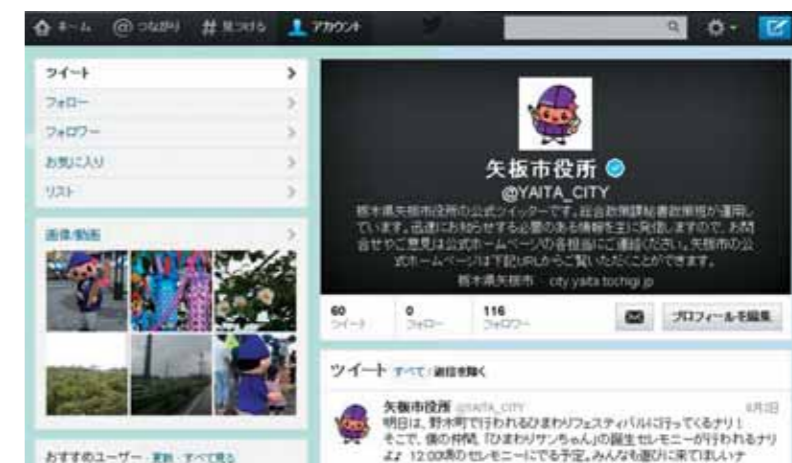 ホーム @ つながり # 見つける アカウント
ツイート
フォロー
フォロワー
お気に入り
リスト
画像/動画
おすすめユーザー · 更新 · すべて見る
矢板市役所
@YAITA_CITY
栃木県矢板市役所の公式ツイッターです。総合政策課秘書政策班が運用し
ています。迅速にお知らせする必要のある情報を主に発信しますので、お問
合せやご意見は公式ホームページの各担当にご連絡ください。矢板市の公
式ホームページは下記URLからご覧いただくことができます。
栃木県矢板市 city.yaita.tochigi.jp
60 0 116
ツイート フォロー フォロワー
プロフィールを編集
ツイート すべて / 返信を除く
矢板市役所 @YAITA_CITY 8月2日
明日は、野木町で行われるひまわりフェスティバルに行ってくるナリ！
そこで、僕の仲間、「ひまわりサンちゃん」の誕生セレモニーが行われるナリ
よ♪ 12:00頃のセレモニーにでる予定。みんなも遊びに来てほしいナ